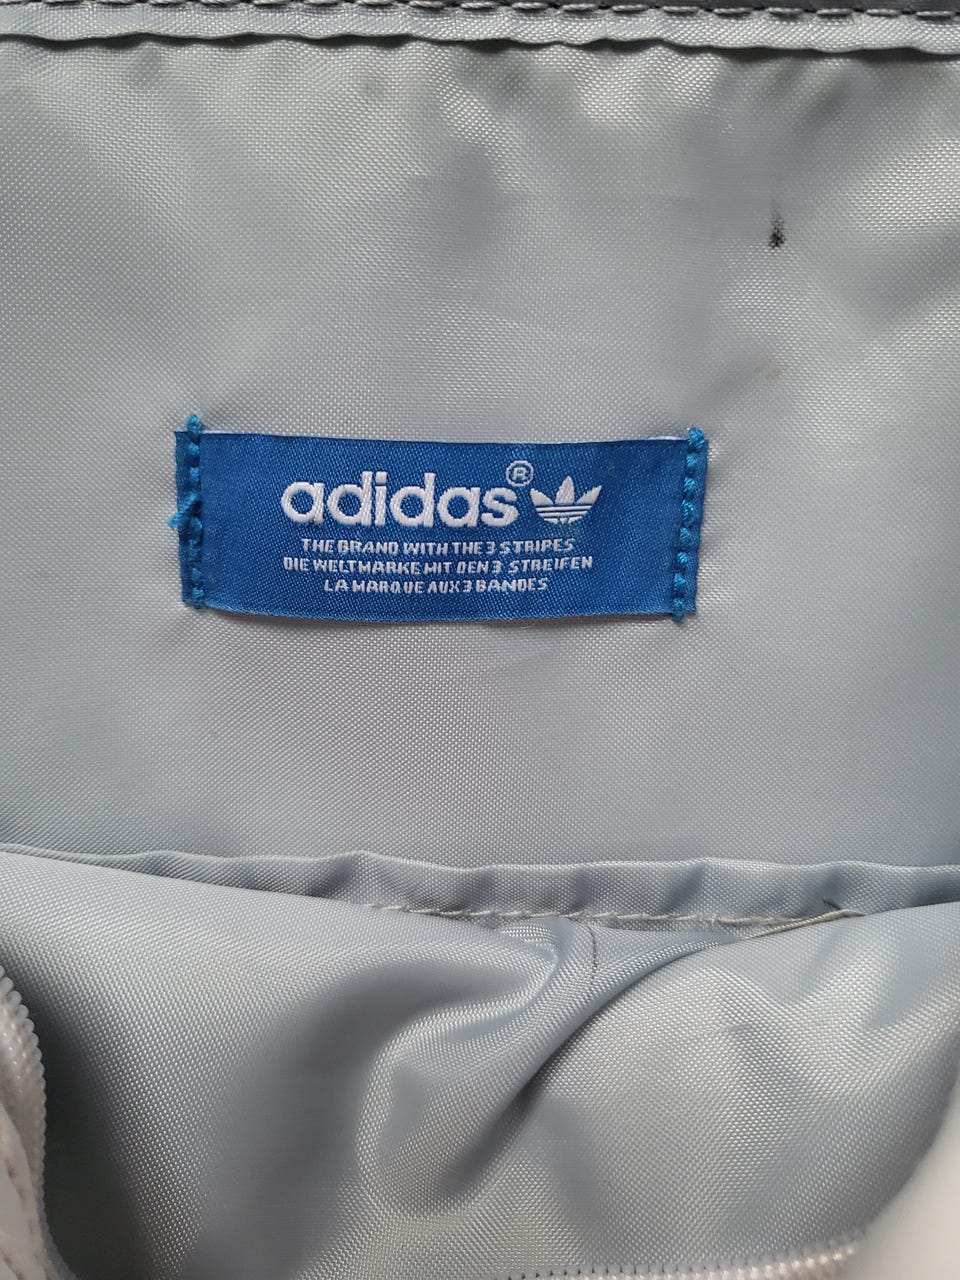 adidas®
THE BRAND WITH THE 3 STRIPES
DIE WELTMARKE MIT DEN 3 STREIFEN
LA MARQUE AUX 3 BANDES